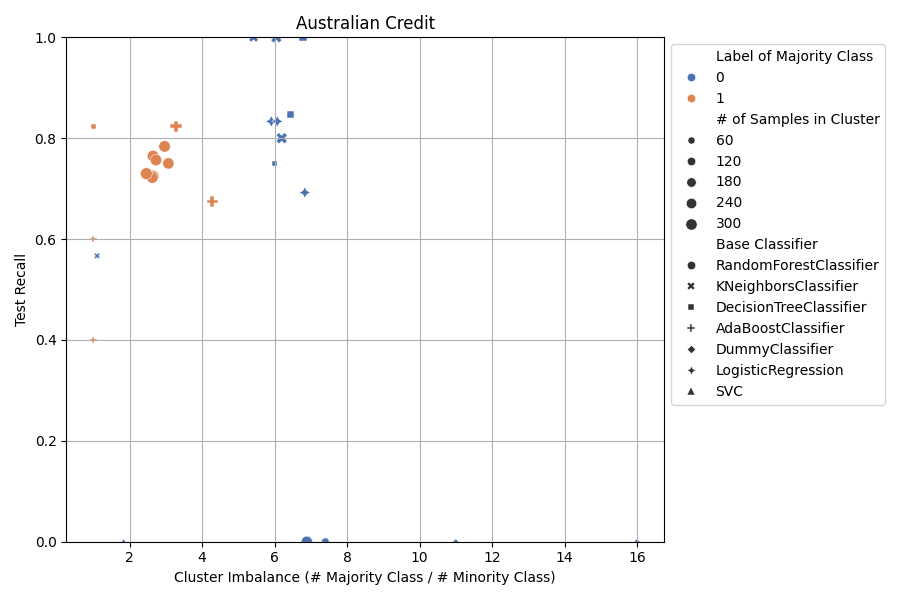 Australian Credit
1.0
0.8
0.6
0.4
0.2
0.0
Test Recall
2
4
6
8
10
12
14
16
Cluster Imbalance (# Majority Class / # Minority Class)
Label of Majority Class
0
1
# of Samples in Cluster
60
120
180
240
300
Base Classifier
RandomForestClassifier
KNeighborsClassifier
DecisionTreeClassifier
AdaBoostClassifier
DummyClassifier
LogisticRegression
SVC